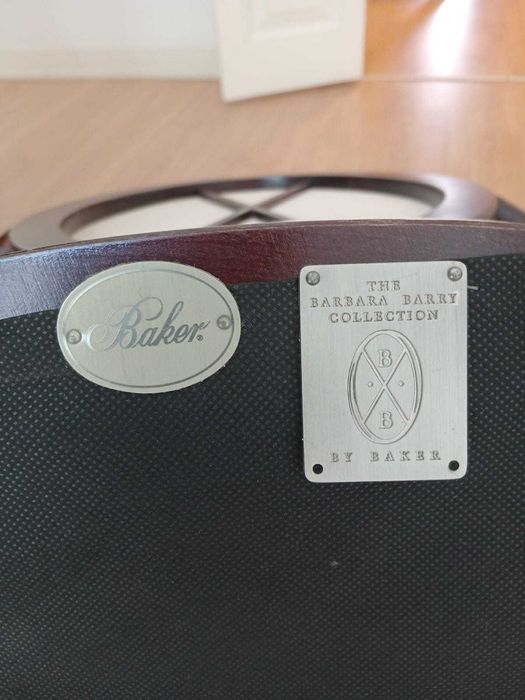 Baker®
THE
BARBARA BARRY
COLLECTION
B
B
BY BAKER